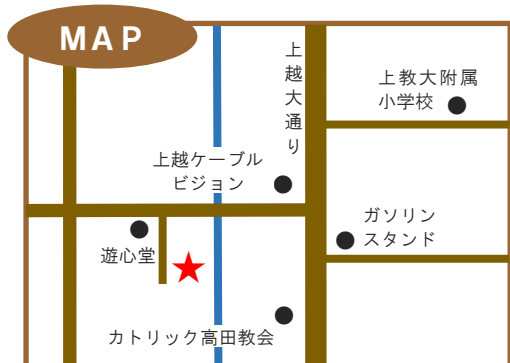 MAP
上越大通り
上教大附属
小学校
上越ケーブル
ビジョン
ガソリン
スタンド
遊心堂
カトリック高田教会